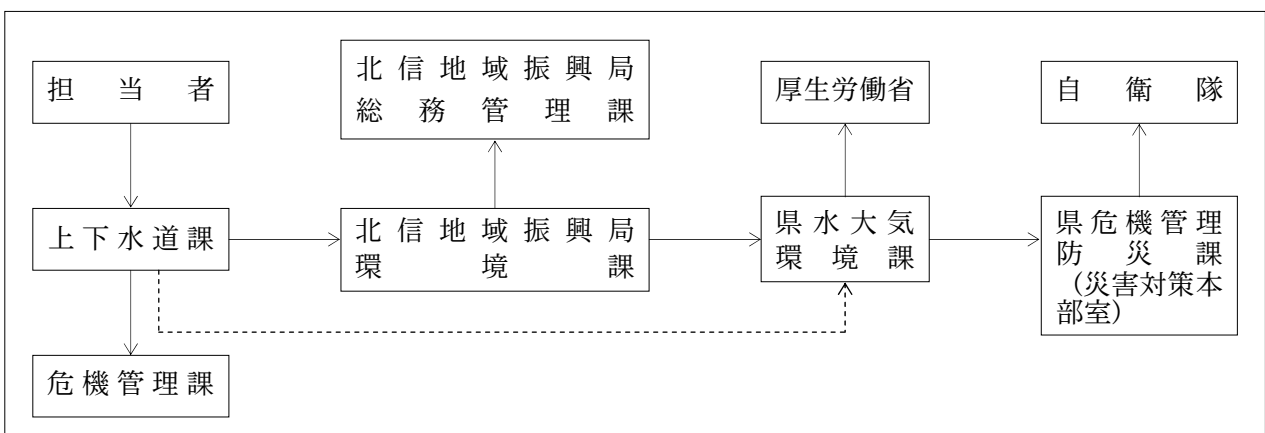 担当者
北信地域振興局
総務管理課
厚生労働省
自衛隊
上下水道課
北信地域振興局
環境課
県水大気
環境課
県危機管理
防災課
（災害対策本
部室）
危機管理課